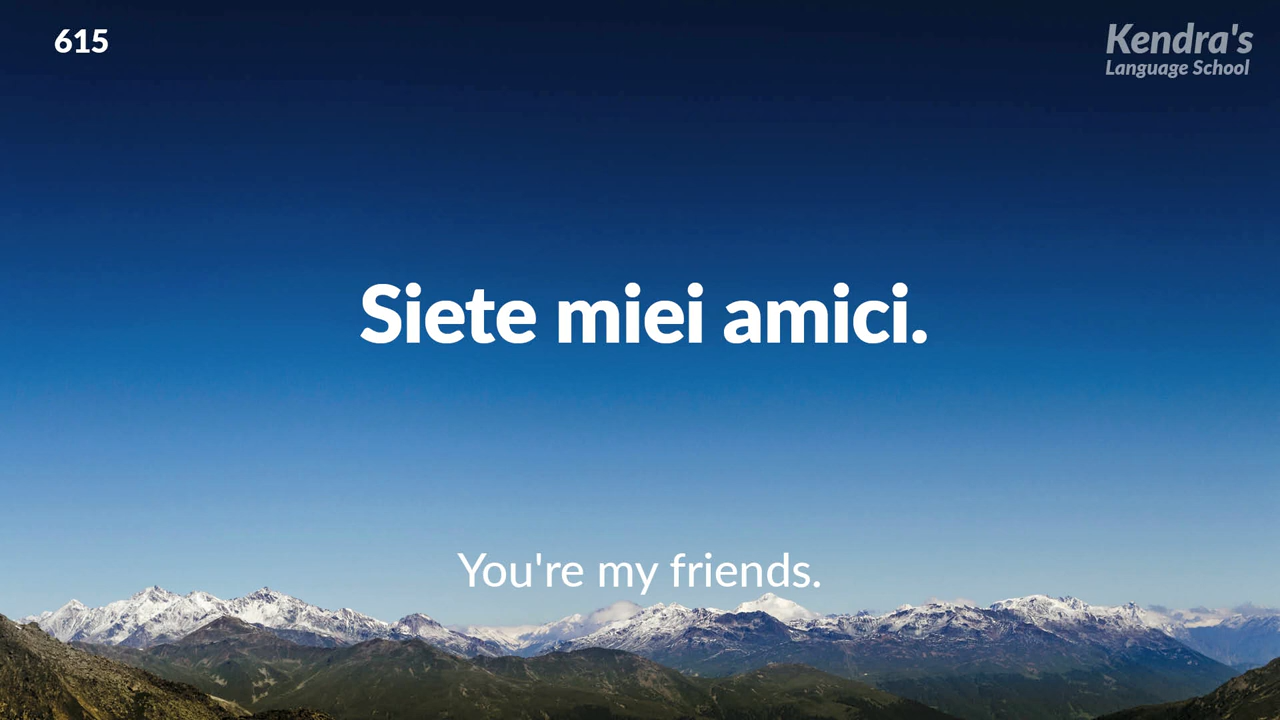 615
Kendra's
Language School
Siete miei amici.
You're my friends.